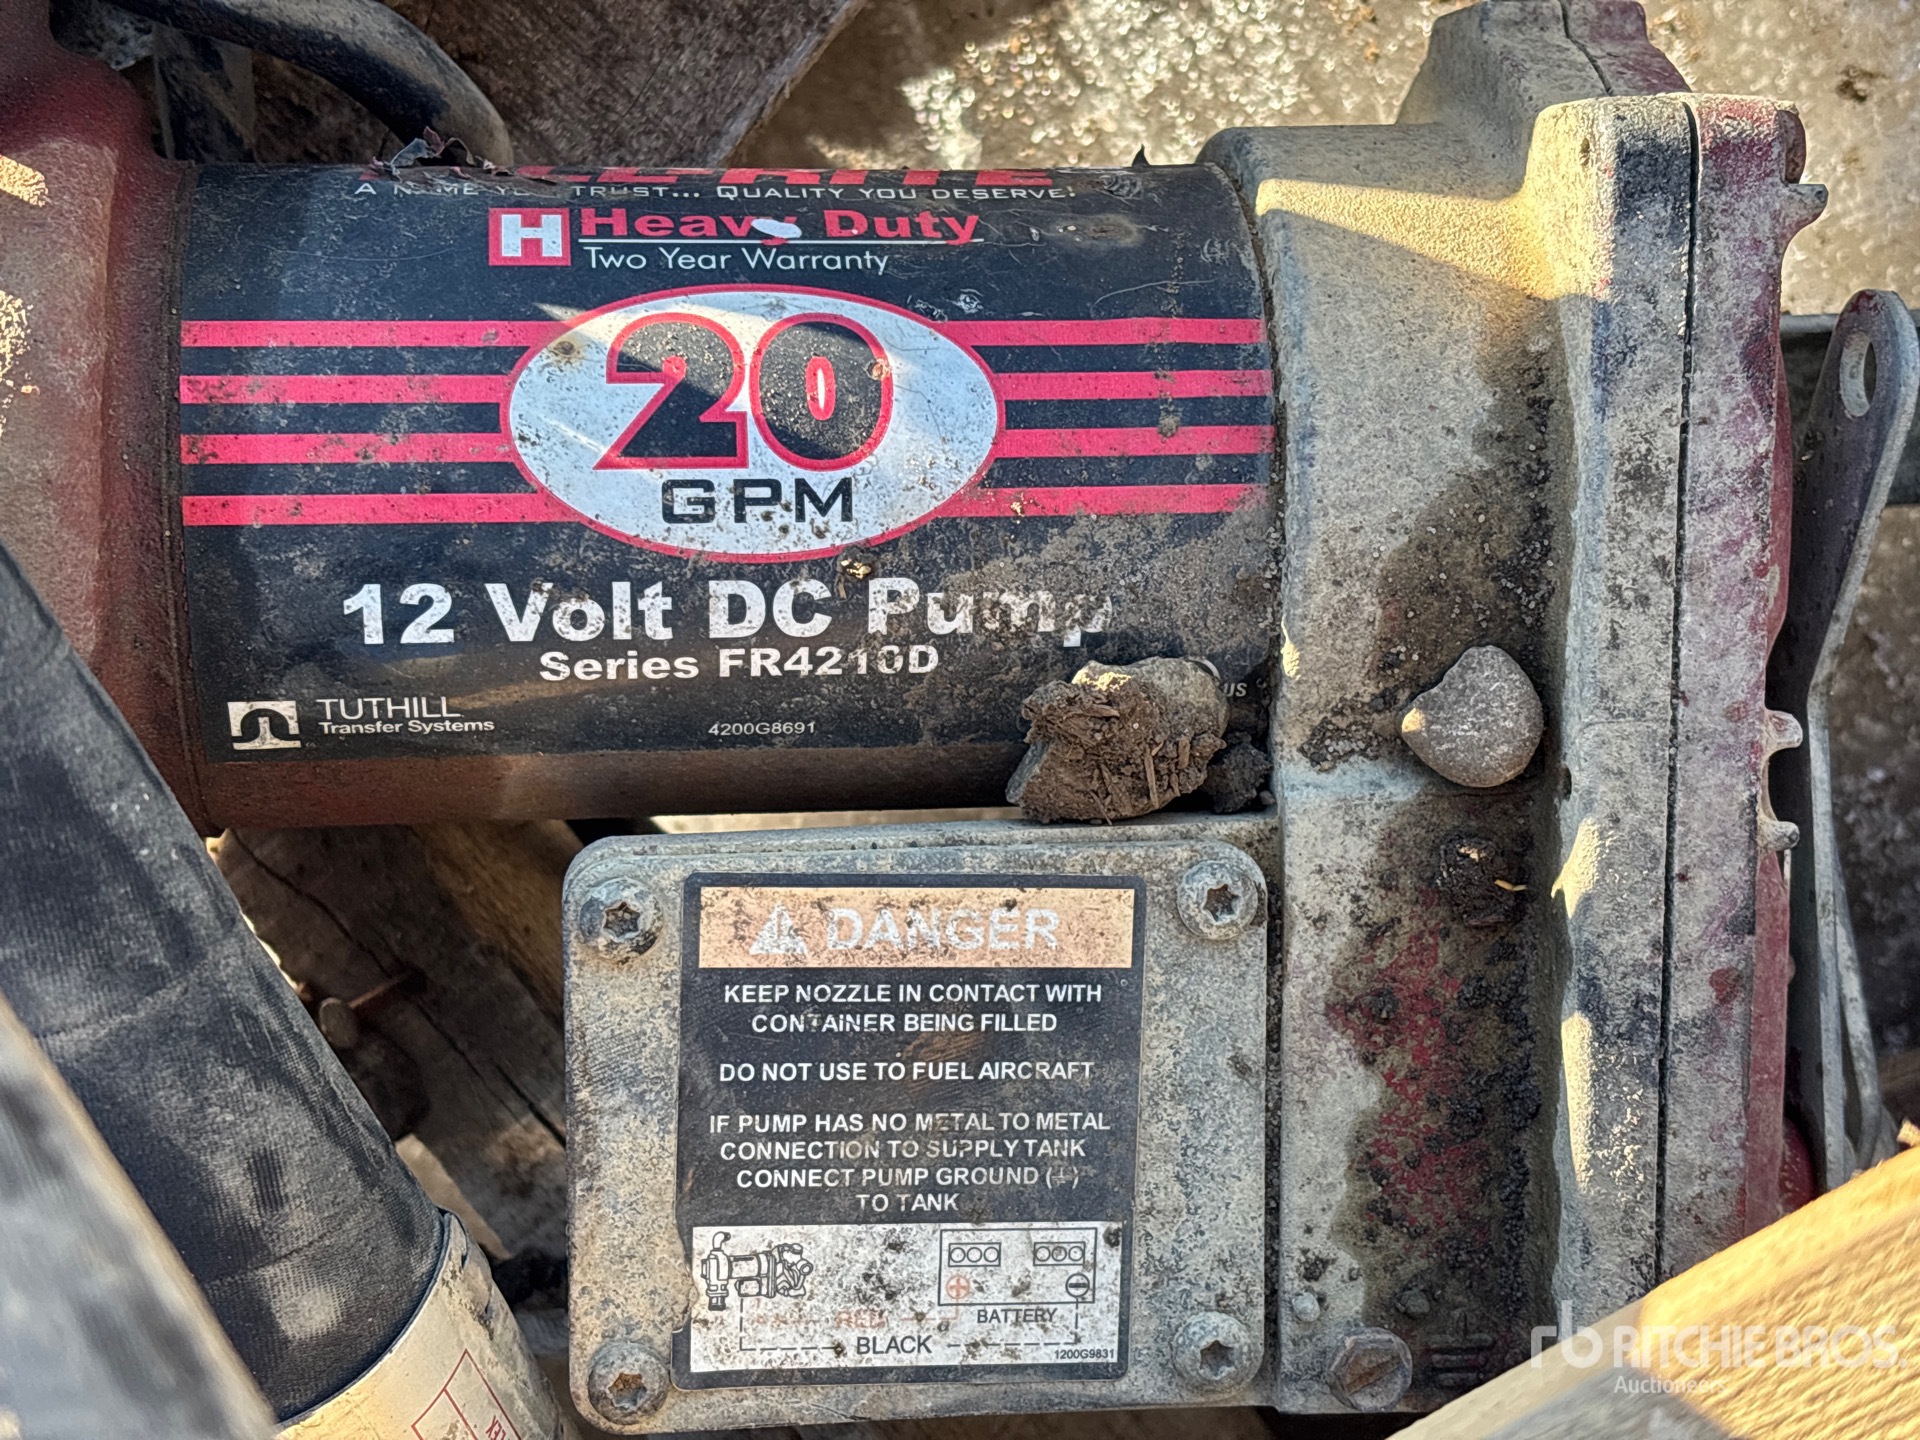 A NAME YOU TRUST... QUALITY YOU DESERVE!
H Heavy Duty
Two Year Warranty
20
GPM
12 Volt DC Pump
Series FR4210D
TUTHILL
Transfer Systems
4200G8691
US
DANGER
KEEP NOZZLE IN CONTACT WITH
CONTAINER BEING FILLED
DO NOT USE TO FUEL AIRCRAFT
IF PUMP HAS NO METAL TO METAL
CONNECTION TO SUPPLY TANK
CONNECT PUMP GROUND (⏚)
TO TANK
RED
BATTERY
BLACK
1200G9831
rb RITCHIE BROS.
Auctioneers